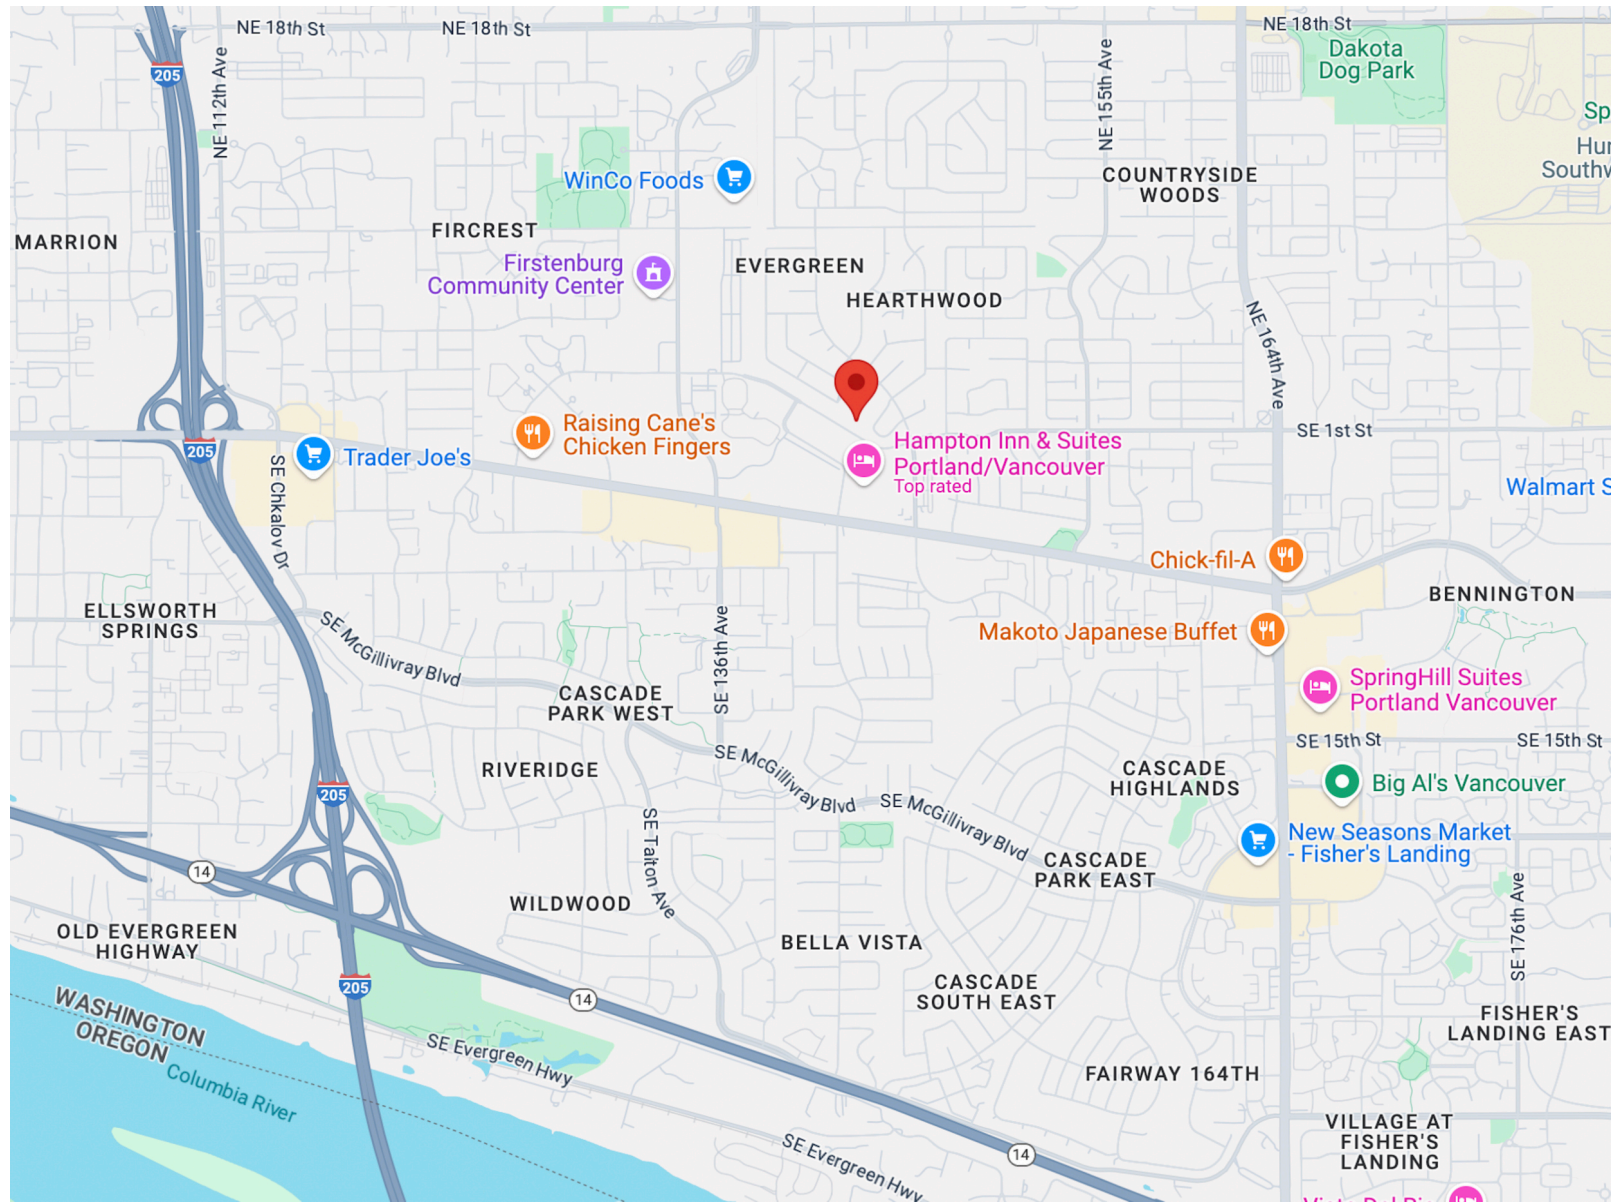 NE 18th St
NE 18th St
NE 18th St
Dakota
Dog Park
205
NE 112th Ave
NE 155th Ave
Sp
Hur
Southw
WinCo Foods
COUNTRYSIDE
WOODS
MARRION
FIRCREST
Firstenburg
Community Center
EVERGREEN
HEARTHWOOD
NE 164th Ave
Raising Cane's
Chicken Fingers
Hampton Inn & Suites
Portland/Vancouver
Top rated
SE 1st St
205
Trader Joe's
SE Chkalov Dr
Walmart S
Chick-fil-A
BENNINGTON
ELLSWORTH
SPRINGS
SE McGillivray Blvd
SE 136th Ave
Makoto Japanese Buffet
SpringHill Suites
Portland Vancouver
CASCADE
PARK WEST
SE 15th St
SE 15th St
RIVERIDGE
SE McGillivray Blvd
SE McGillivray Blvd
CASCADE
HIGHLANDS
Big Al's Vancouver
205
SE Talton Ave
New Seasons Market
- Fisher's Landing
14
CASCADE
PARK EAST
SE 176th Ave
WILDWOOD
OLD EVERGREEN
HIGHWAY
BELLA VISTA
205
14
CASCADE
SOUTH EAST
WASHINGTON
OREGON
FISHER'S
LANDING EAST
SE Evergreen Hwy
Columbia River
FAIRWAY 164TH
VILLAGE AT
FISHER'S
LANDING
14
SE Evergreen Hwy